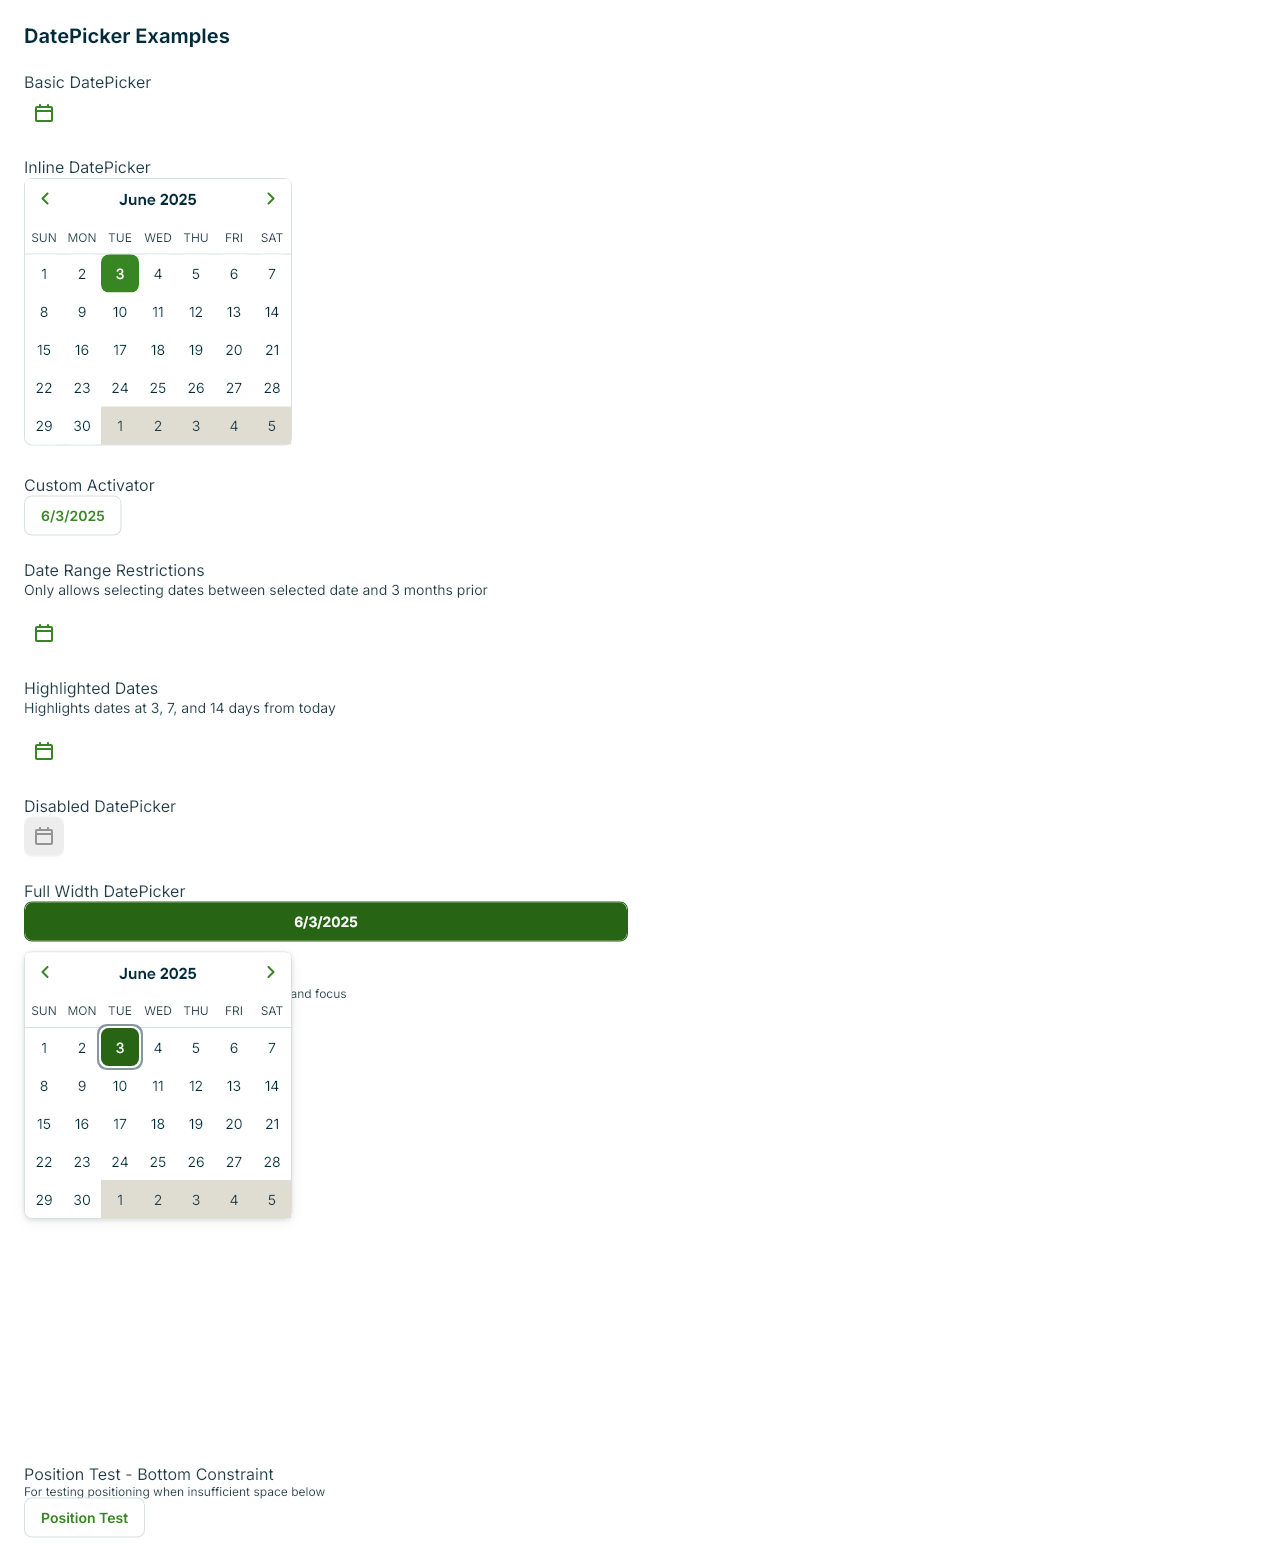 DatePicker Examples
Basic DatePicker
Inline DatePicker
June 2025
SUN MON TUE WED THU FRI SAT
1 2 3 4 5 6 7
8 9 10 11 12 13 14
15 16 17 18 19 20 21
22 23 24 25 26 27 28
29 30 1 2 3 4 5
Custom Activator
6/3/2025
Date Range Restrictions
Only allows selecting dates between selected date and 3 months prior
Highlighted Dates
Highlights dates at 3, 7, and 14 days from today
Disabled DatePicker
Full Width DatePicker
6/3/2025
June 2025
and focus
SUN MON TUE WED THU FRI SAT
1 2 3 4 5 6 7
8 9 10 11 12 13 14
15 16 17 18 19 20 21
22 23 24 25 26 27 28
29 30 1 2 3 4 5
Position Test - Bottom Constraint
For testing positioning when insufficient space below
Position Test